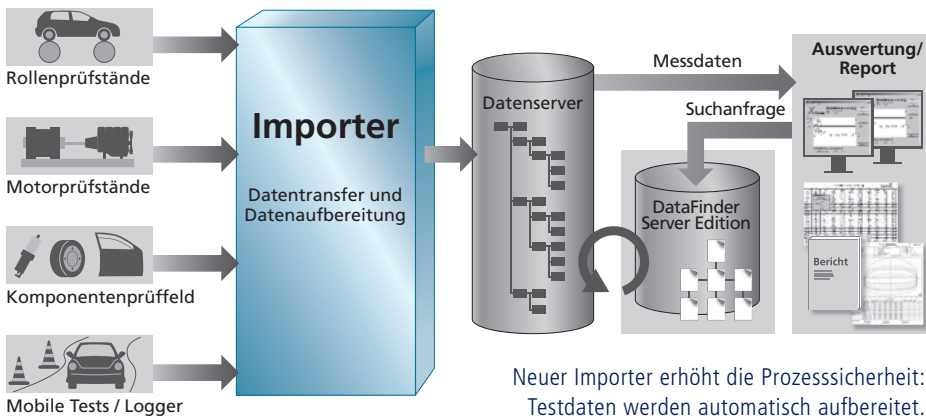 Rollenprüfstände
Motorprüfstände
Komponentenprüffeld
Mobile Tests / Logger
Importer
Datentransfer und
Datenaufbereitung
Datenserver
Messdaten
Suchanfrage
DataFinder
Server Edition
Auswertung/
Report
Bericht
Neuer Importer erhöht die Prozesssicherheit:
Testdaten werden automatisch aufbereitet.